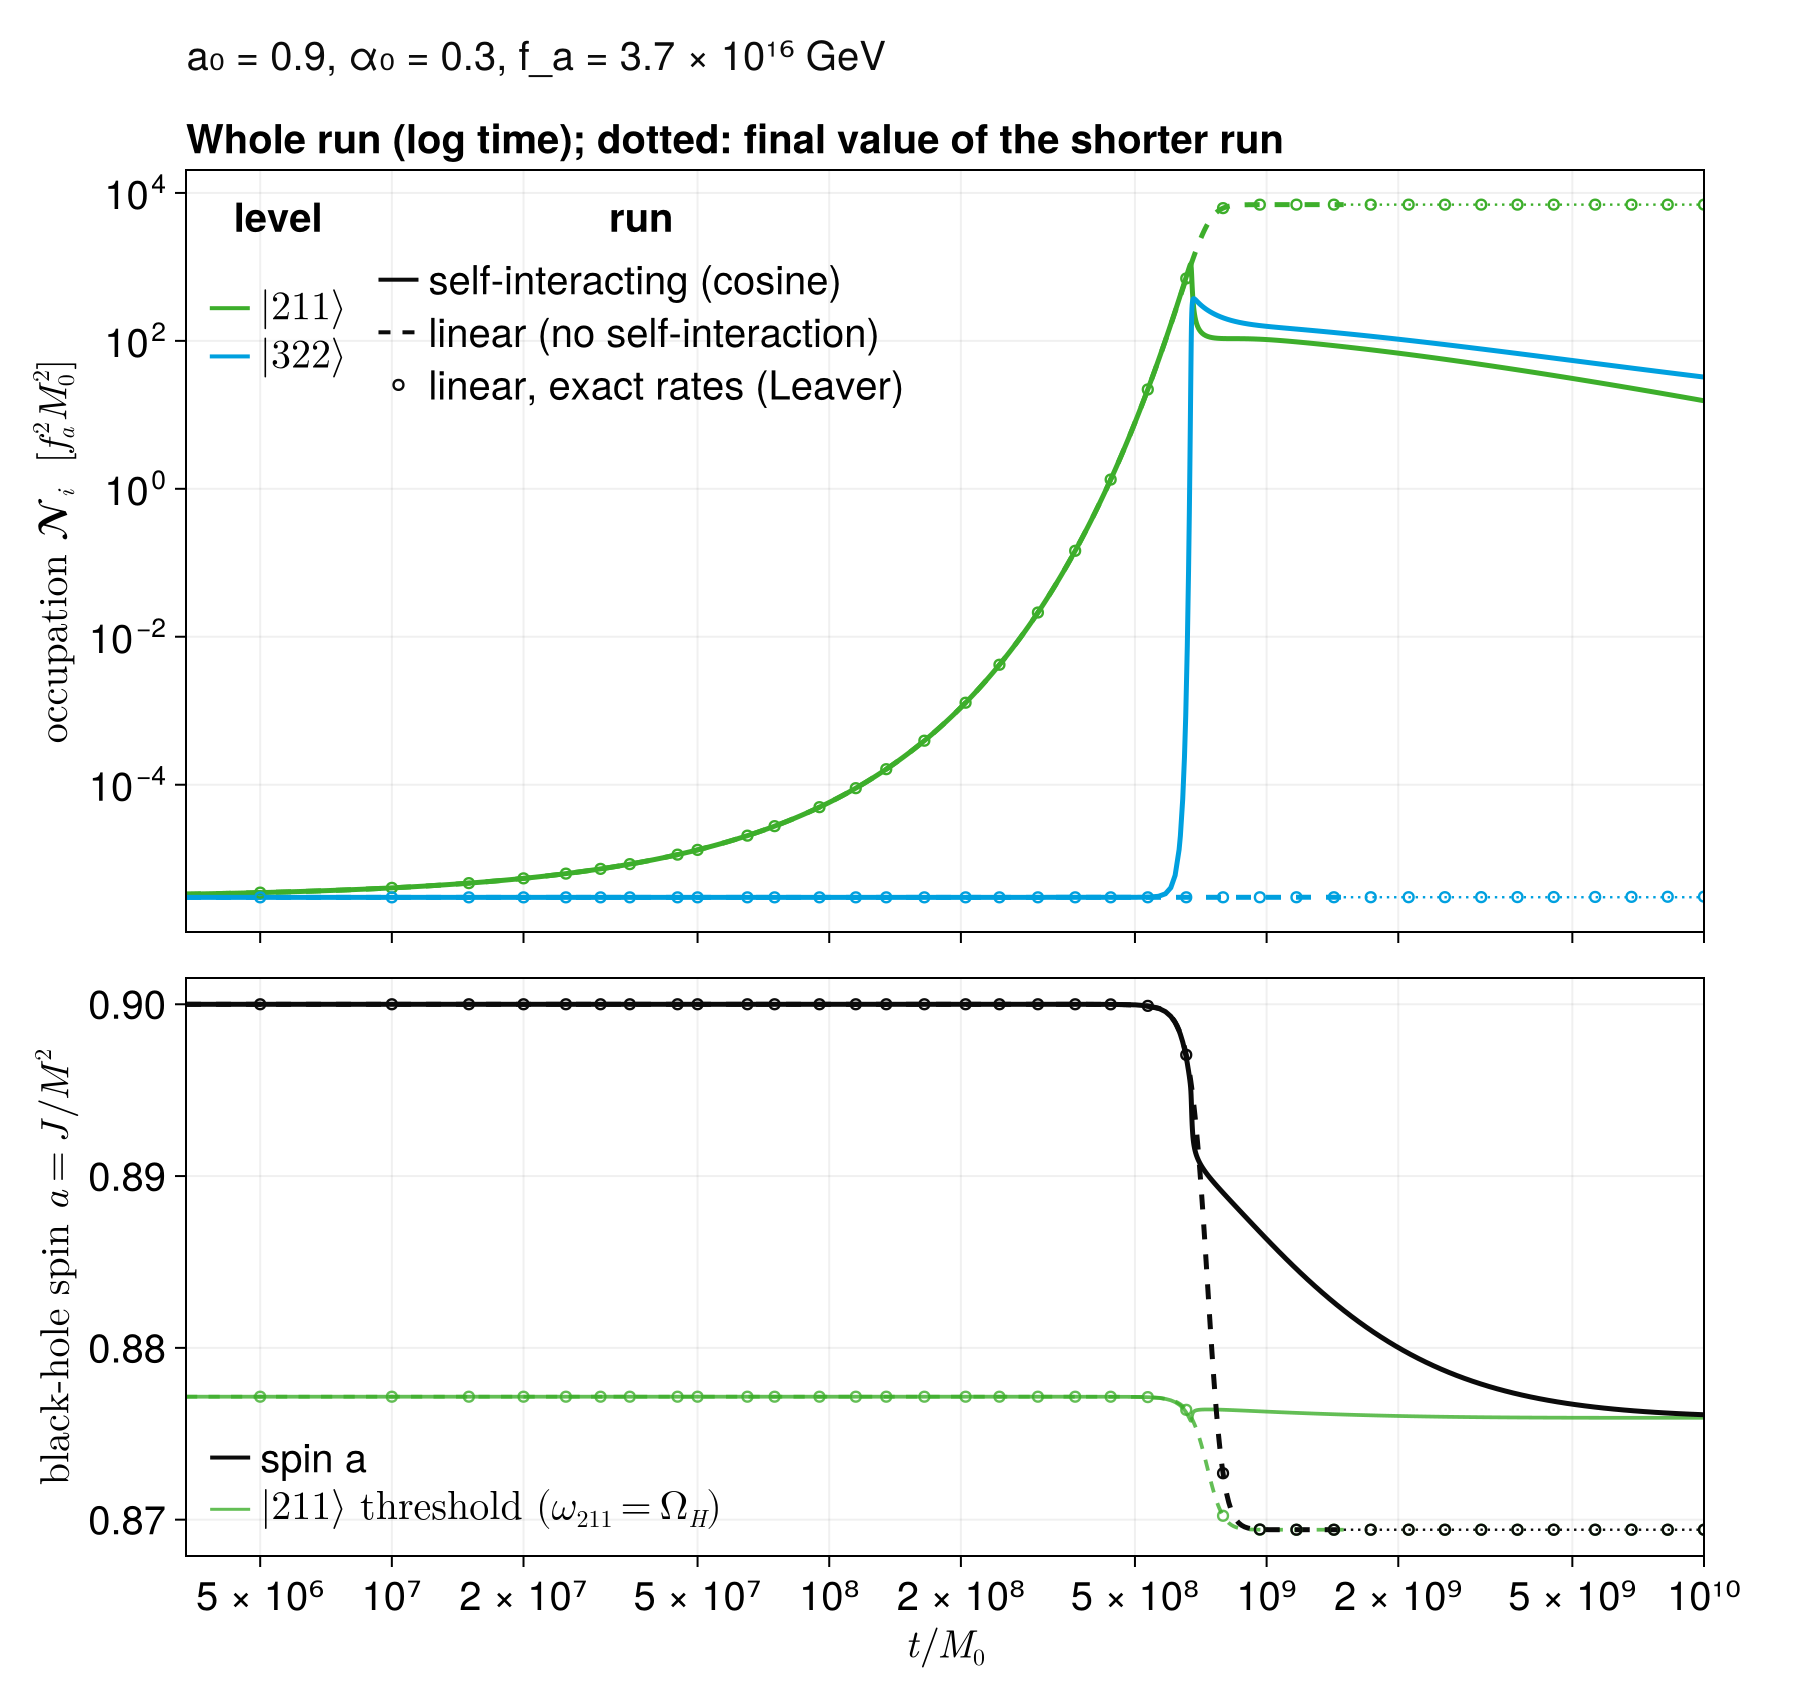 a₀ = 0.9, α₀ = 0.3, f_a = 3.7 × 10¹⁶ GeV
Whole run (log time); dotted: final value of the shorter run
occupation 𝓝ᵢ [f_a²M₀²]
10⁴
10²
10⁰
10⁻²
10⁻⁴
level
|211⟩
|322⟩
run
self-interacting (cosine)
linear (no self-interaction)
linear, exact rates (Leaver)
black-hole spin a = J/M²
0.90
0.89
0.88
0.87
spin a
|211⟩ threshold (ω₂₁₁ = Ω_H)
5 × 10⁶ 10⁷ 2 × 10⁷ 5 × 10⁷ 10⁸ 2 × 10⁸ 5 × 10⁸ 10⁹ 2 × 10⁹ 5 × 10⁹ 10¹⁰
t/M₀